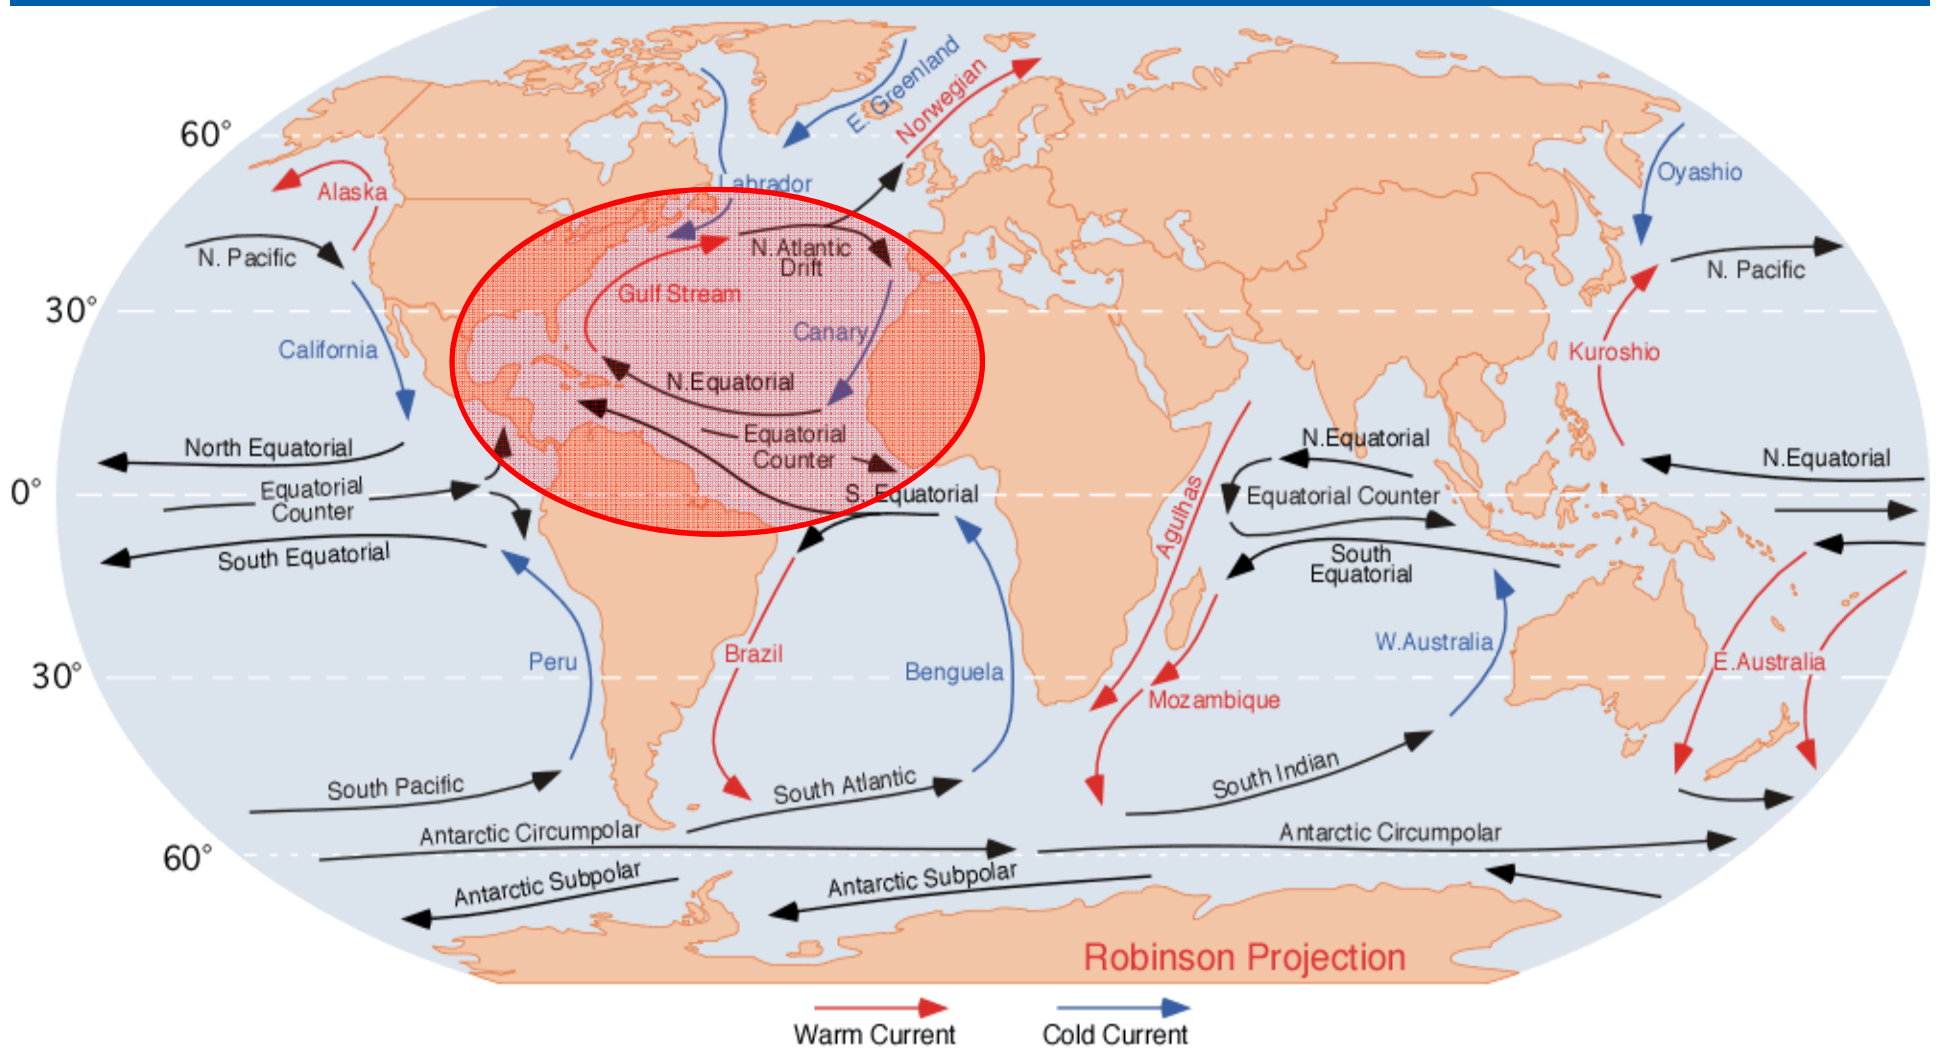 E. Greenland
Norwegian
60°
Labrador
Oyashio
Alaska
N. Pacific
N. Atlantic
Drift
N. Pacific
Gulf Stream
30°
Canary
California
Kuroshio
N.Equatorial
North Equatorial
Equatorial
Counter
N.Equatorial
N.Equatorial
0°
Equatorial
Counter
S. Equatorial
Equatorial Counter
Agulhas
South Equatorial
South
Equatorial
Peru
Brazil
Benguela
W.Australia
E.Australia
30°
Mozambique
South Pacific
South Atlantic
South Indian
Antarctic Circumpolar
Antarctic Circumpolar
60°
Antarctic Subpolar
Antarctic Subpolar
Robinson Projection
Warm Current
Cold Current